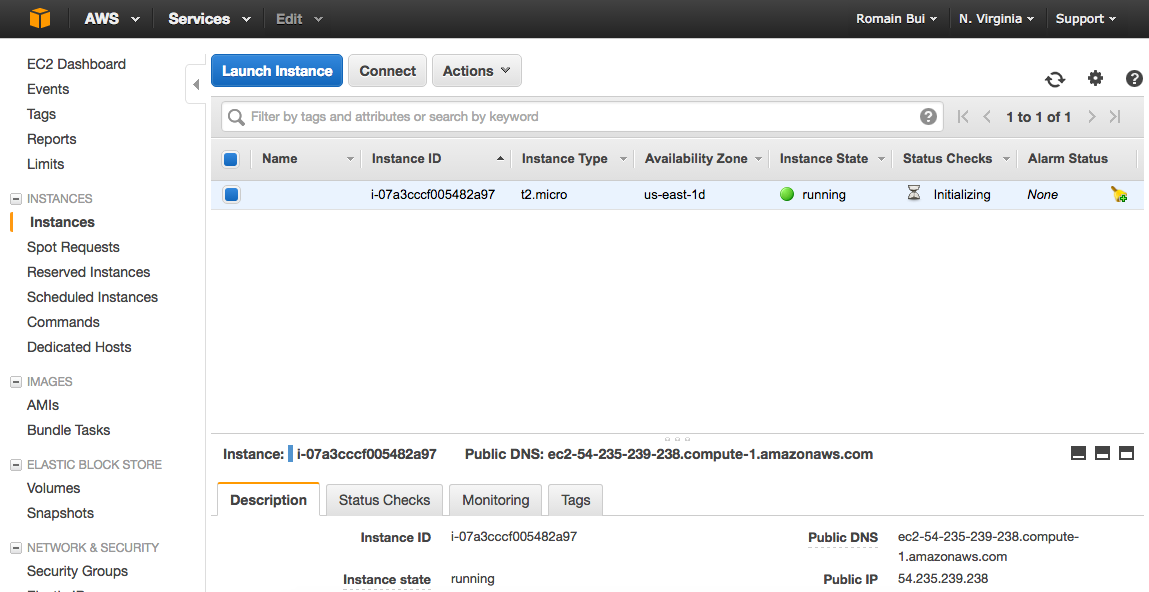 AWS Services Edit Romain Bui N. Virginia Support
EC2 Dashboard
Events
Tags
Reports
Limits
INSTANCES
Instances
Spot Requests
Reserved Instances
Scheduled Instances
Commands
Dedicated Hosts
IMAGES
AMIs
Bundle Tasks
ELASTIC BLOCK STORE
Volumes
Snapshots
NETWORK & SECURITY
Security Groups
Launch Instance Connect Actions
Filter by tags and attributes or search by keyword 1 to 1 of 1
Name Instance ID Instance Type Availability Zone Instance State Status Checks Alarm Status
i-07a3cccf005482a97 t2.micro us-east-1d running Initializing None
Instance: i-07a3cccf005482a97 Public DNS: ec2-54-235-239-238.compute-1.amazonaws.com
Description Status Checks Monitoring Tags
Instance ID i-07a3cccf005482a97 Public DNS ec2-54-235-239-238.compute-
1.amazonaws.com
Instance state running Public IP 54.235.239.238